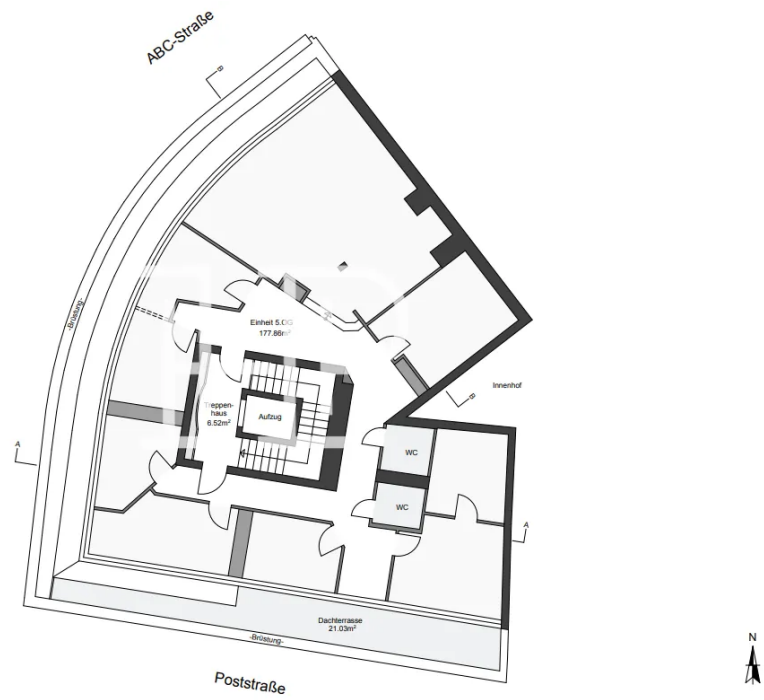 ABC-Straße
B
-Brüstung-
Einheit 5.OG
177.86m²
Innenhof
B
Treppen-
haus
6.52m²
Aufzug
A
WC
WC
A
Dachterrasse
21.03m²
-Brüstung-
Poststraße
N